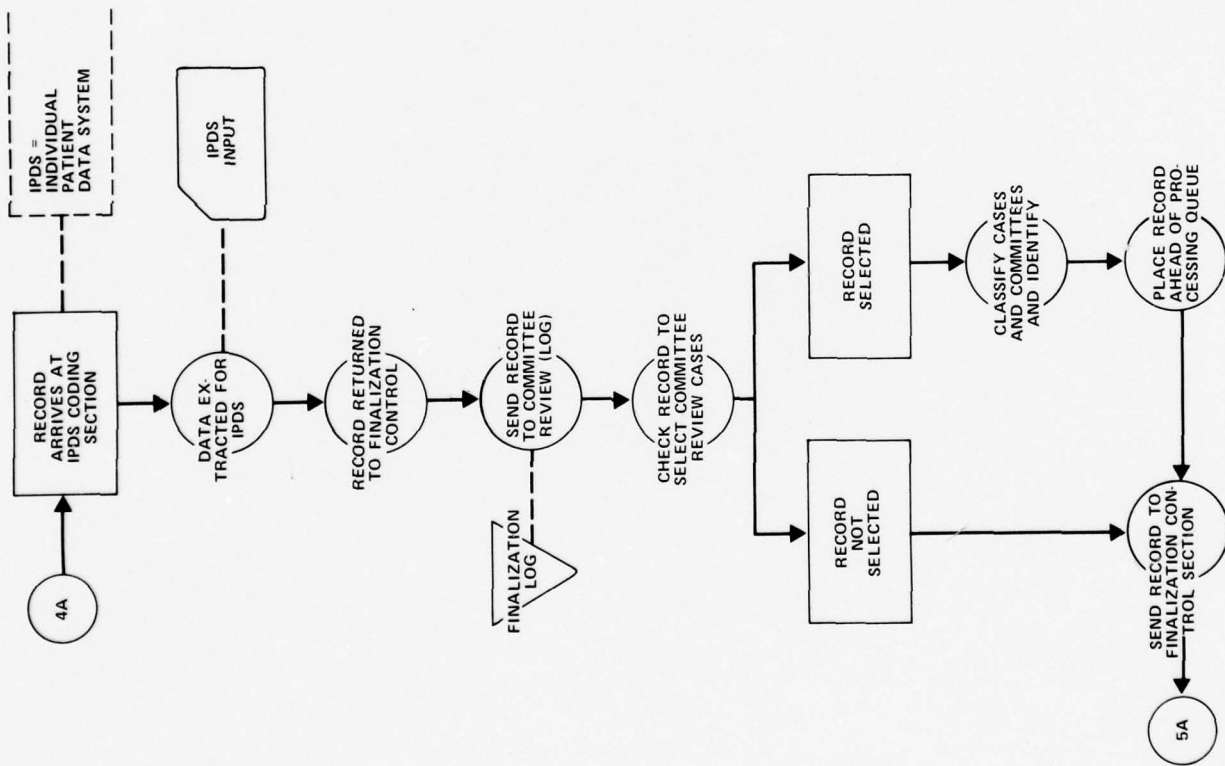 4A
RECORD
ARRIVES AT
IPDS CODING
SECTION
IPDS =
INDIVIDUAL
PATIENT
DATA SYSTEM
DATA EX-
TRACTED FOR
IPDS
IPDS
INPUT
RECORD RETURNED
TO FINALIZATION
CONTROL
FINALIZATION
LOG
SEND RECORD
TO COMMITTEE
REVIEW (LOG)
CHECK RECORD TO
SELECT COMMITTEE
REVIEW CASES
RECORD
NOT
SELECTED
RECORD
SELECTED
CLASSIFY CASES
AND COMMITTEES
AND IDENTIFY
PLACE RECORD
AHEAD OF PRO-
CESSING QUEUE
SEND RECORD TO
FINALIZATION CON-
TROL SECTION
5A